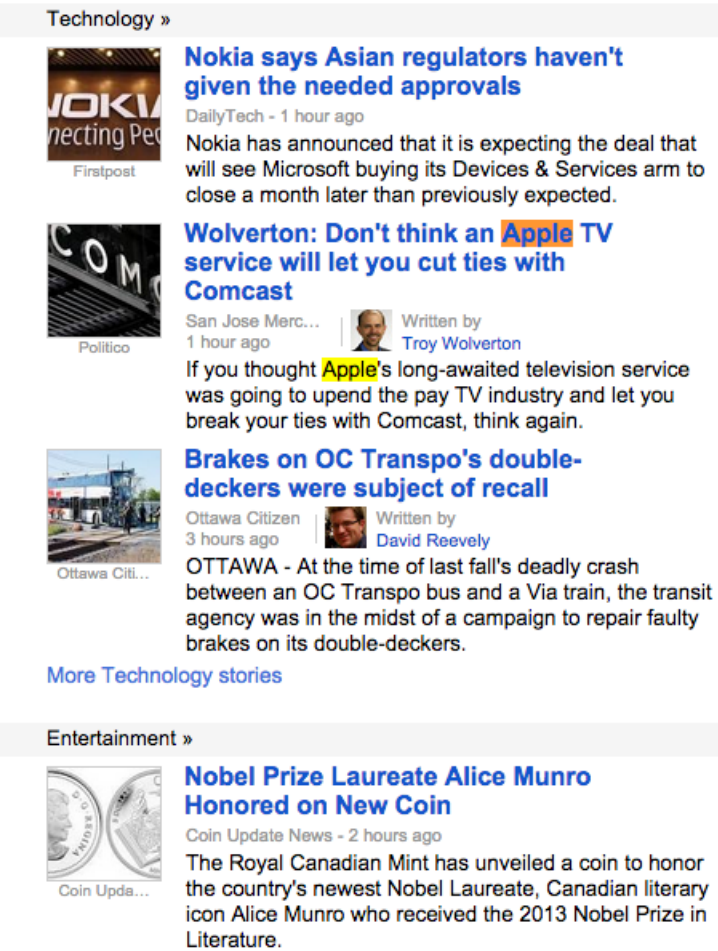 Technology »
Nokia says Asian regulators haven't
given the needed approvals
DailyTech - 1 hour ago
NOKIA
necting Peo
Firstpost
Nokia has announced that it is expecting the deal that
will see Microsoft buying its Devices & Services arm to
close a month later than previously expected.
Wolverton: Don't think an Apple TV
service will let you cut ties with
Comcast
COMC
Politico
San Jose Merc...
1 hour ago
Written by
Troy Wolverton
If you thought Apple's long-awaited television service
was going to upend the pay TV industry and let you
break your ties with Comcast, think again.
Brakes on OC Transpo's double-
deckers were subject of recall
Ottawa Citi...
Ottawa Citizen
3 hours ago
Written by
David Reevely
OTTAWA - At the time of last fall's deadly crash
between an OC Transpo bus and a Via train, the transit
agency was in the midst of a campaign to repair faulty
brakes on its double-deckers.
More Technology stories
Entertainment »
Nobel Prize Laureate Alice Munro
Honored on New Coin
Coin Update News - 2 hours ago
Coin Upda...
The Royal Canadian Mint has unveiled a coin to honor
the country's newest Nobel Laureate, Canadian literary
icon Alice Munro who received the 2013 Nobel Prize in
Literature.